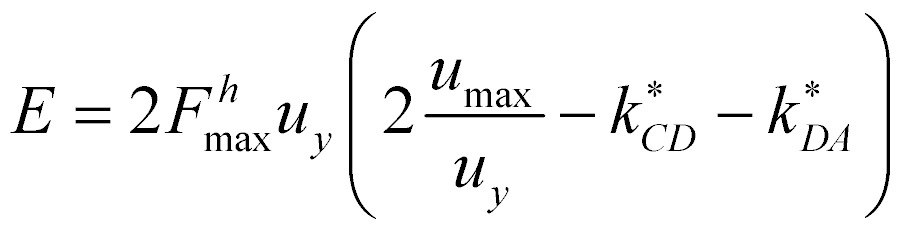 E = 2F^h_max u_y ( 2 u_max/u_y − k^*_CD − k^*_DA )